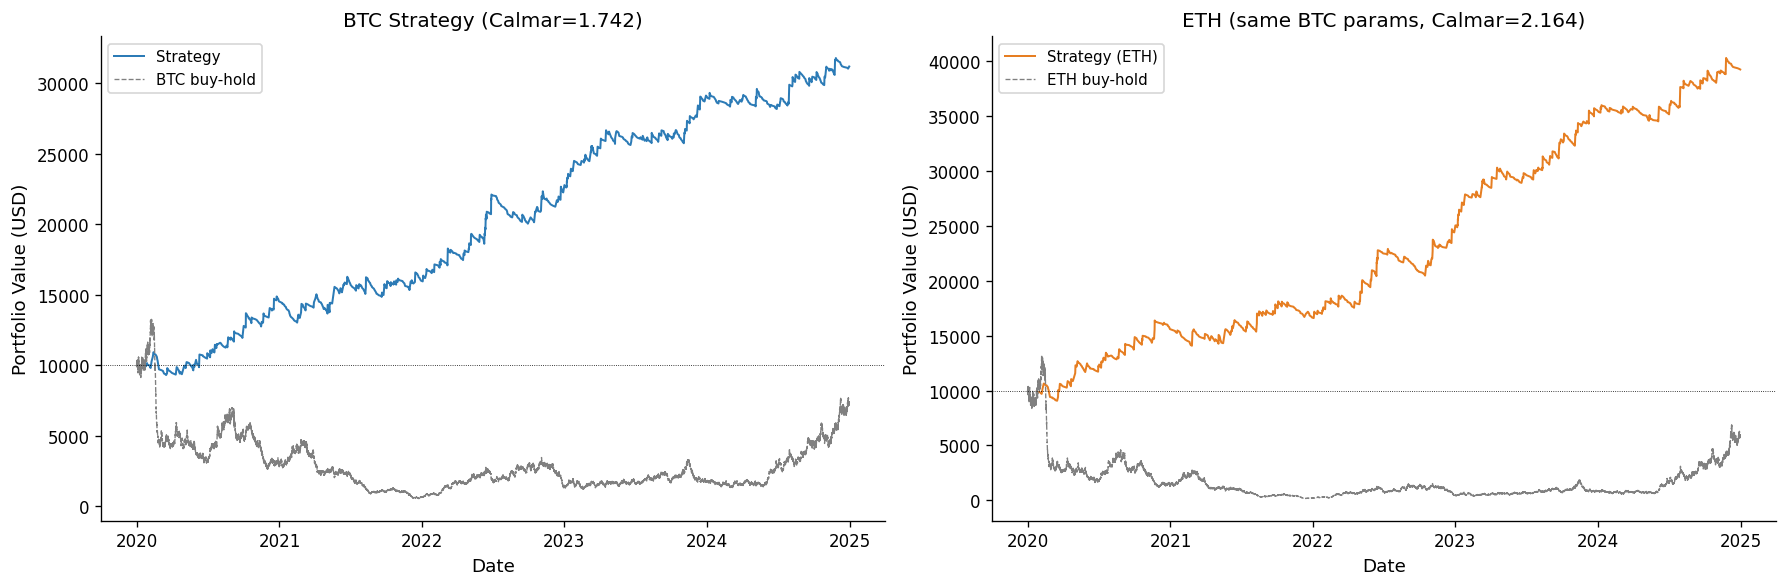 BTC Strategy (Calmar=1.742)
Strategy
BTC buy-hold
Portfolio Value (USD)
30000
25000
20000
15000
10000
5000
0
2020 2021 2022 2023 2024 2025
Date
ETH (same BTC params, Calmar=2.164)
Strategy (ETH)
ETH buy-hold
Portfolio Value (USD)
40000
35000
30000
25000
20000
15000
10000
5000
0
2020 2021 2022 2023 2024 2025
Date